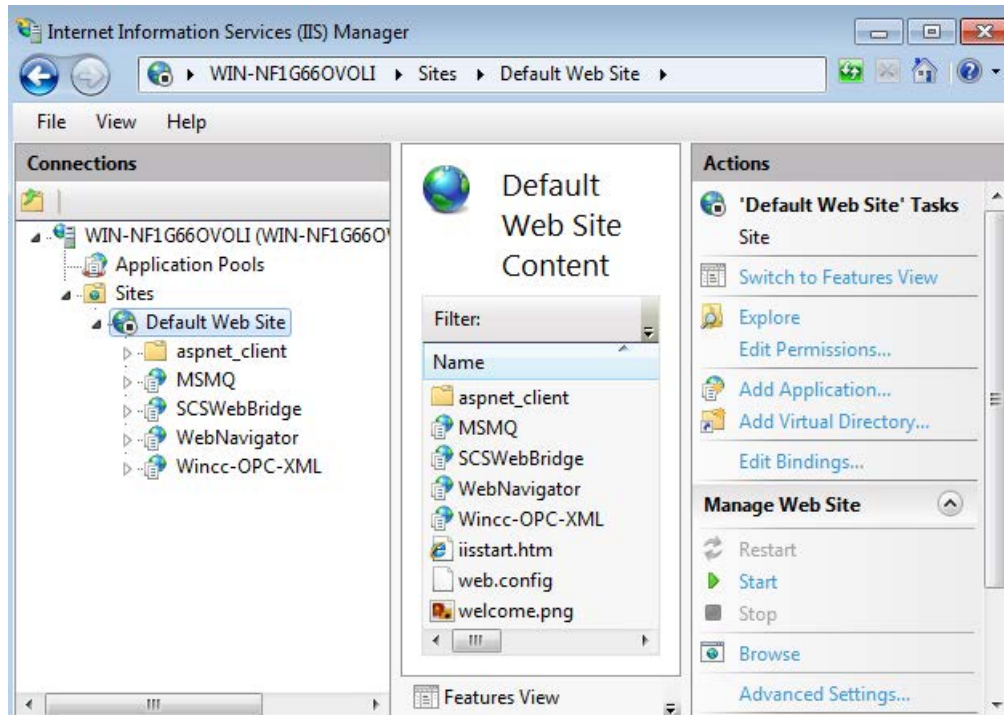 Internet Information Services (IIS) Manager
WIN-NF1G66OVOLI Sites Default Web Site
File View Help
Connections
WIN-NF1G66OVOLI (WIN-NF1G66O
Application Pools
Sites
Default Web Site
aspnet_client
MSMQ
SCSWebBridge
WebNavigator
Wincc-OPC-XML
Default
Web Site
Content
Filter:
Name
aspnet_client
MSMQ
SCSWebBridge
WebNavigator
Wincc-OPC-XML
iisstart.htm
web.config
welcome.png
Features View
Actions
'Default Web Site' Tasks
Site
Switch to Features View
Explore
Edit Permissions...
Add Application...
Add Virtual Directory...
Edit Bindings...
Manage Web Site
Restart
Start
Stop
Browse
Advanced Settings...